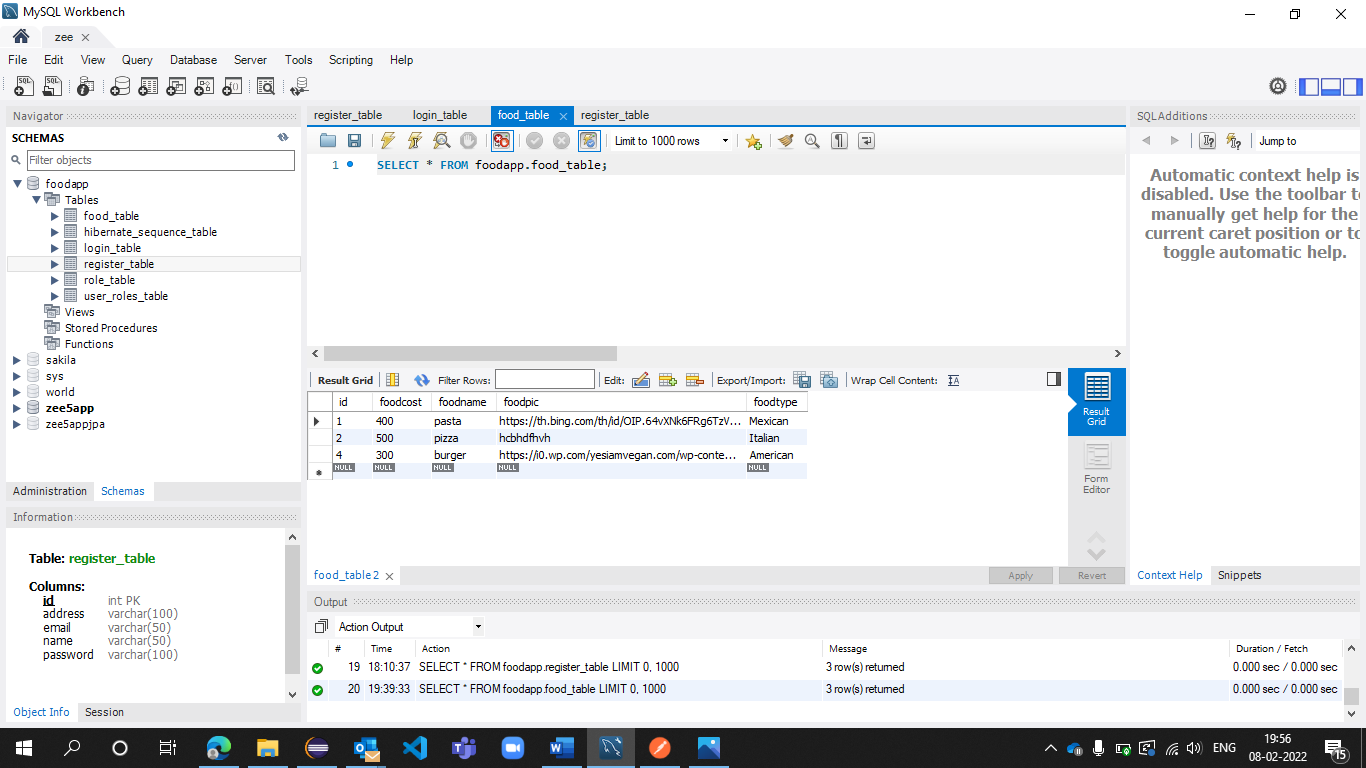 MySQL Workbench
zee
File Edit View Query Database Server Tools Scripting Help
Navigator
SCHEMAS
Filter objects
foodapp
Tables
food_table
hibernate_sequence_table
login_table
register_table
role_table
user_roles_table
Views
Stored Procedures
Functions
sakila
sys
world
zee5app
zee5appjpa
Administration Schemas
Information
Table: register_table
Columns:
id int PK
address varchar(100)
email varchar(50)
name varchar(50)
password varchar(100)
Object Info Session
register_table login_table food_table register_table
Limit to 1000 rows
1 SELECT * FROM foodapp.food_table;
Result Grid Filter Rows: Edit: Export/Import: Wrap Cell Content:
id foodcost foodname foodpic foodtype
1 400 pasta https://th.bing.com/th/id/OIP.64vXNk6FRg6TzV... Mexican
2 500 pizza hcbhdfhvh Italian
4 300 burger https://i0.wp.com/yesiamvegan.com/wp-conte... American
NULL NULL NULL NULL NULL
Result
Grid
Form
Editor
food_table 2 Apply Revert
Output
Action Output
# Time Action Message Duration / Fetch
19 18:10:37 SELECT * FROM foodapp.register_table LIMIT 0, 1000 3 row(s) returned 0.000 sec / 0.000 sec
20 19:39:33 SELECT * FROM foodapp.food_table LIMIT 0, 1000 3 row(s) returned 0.000 sec / 0.000 sec
SQLAdditions
Jump to
Automatic context help is
disabled. Use the toolbar to
manually get help for the
current caret position or to
toggle automatic help.
Context Help Snippets
ENG
19:56
08-02-2022
15